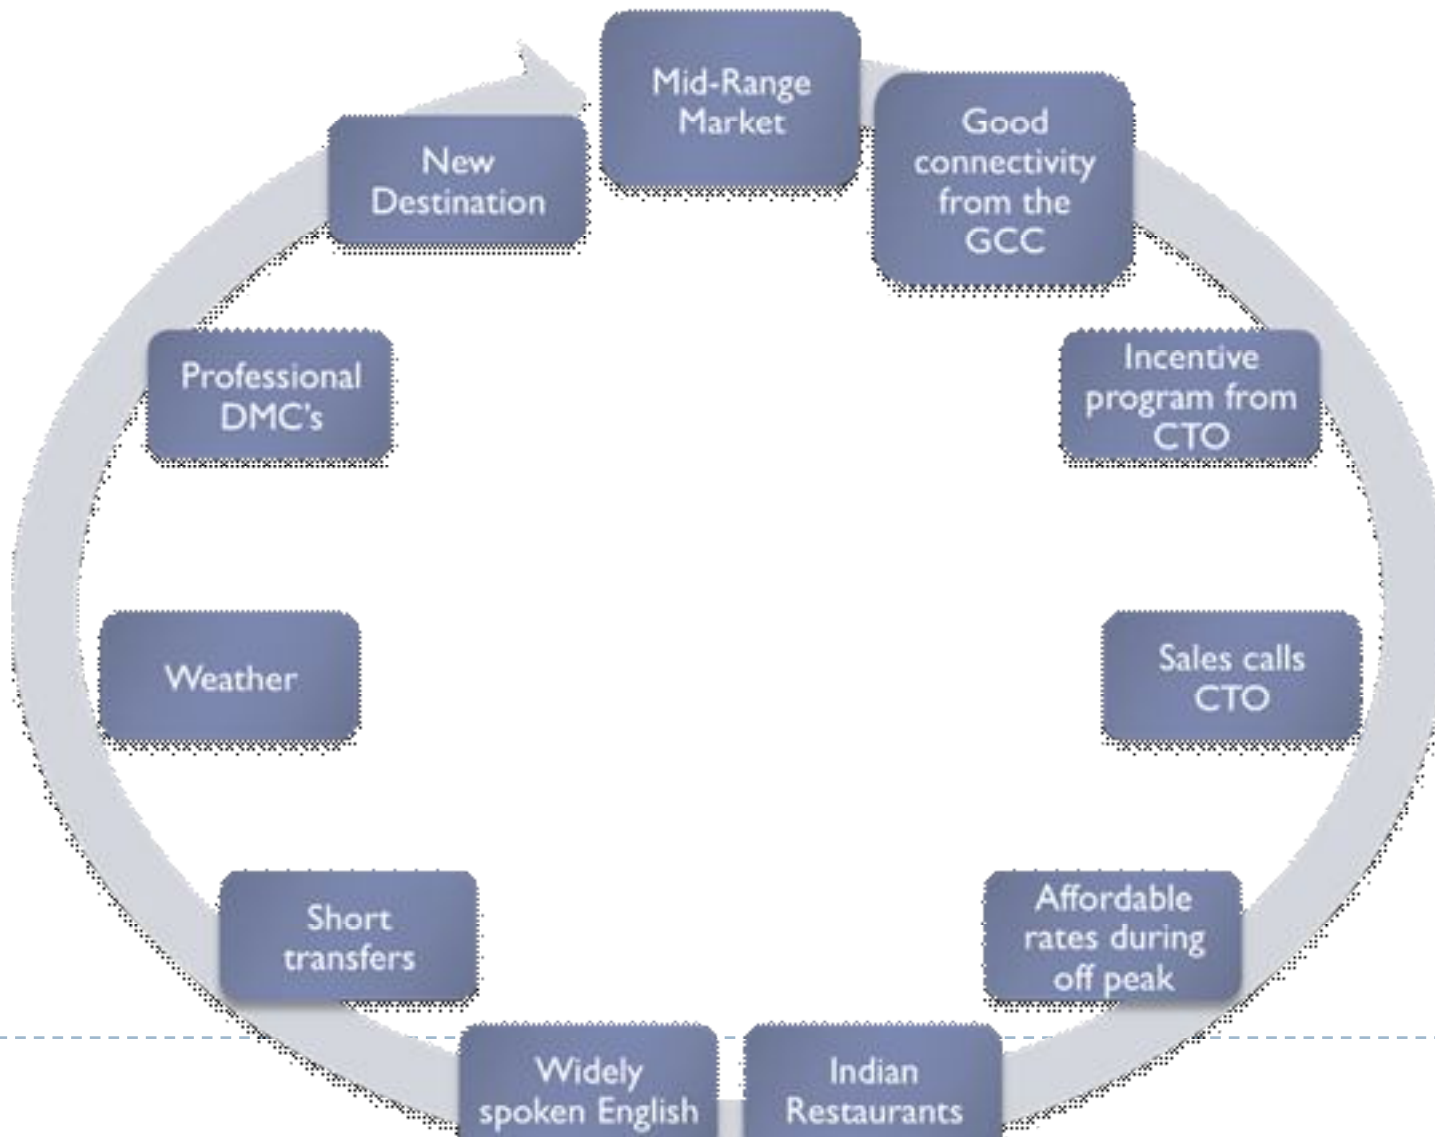 Mid-Range
Market
Good
connectivity
from the
GCC
Incentive
program from
CTO
Sales calls
CTO
Affordable
rates during
off peak
Indian
Restaurants
Widely
spoken English
Short
transfers
Weather
Professional
DMC's
New
Destination